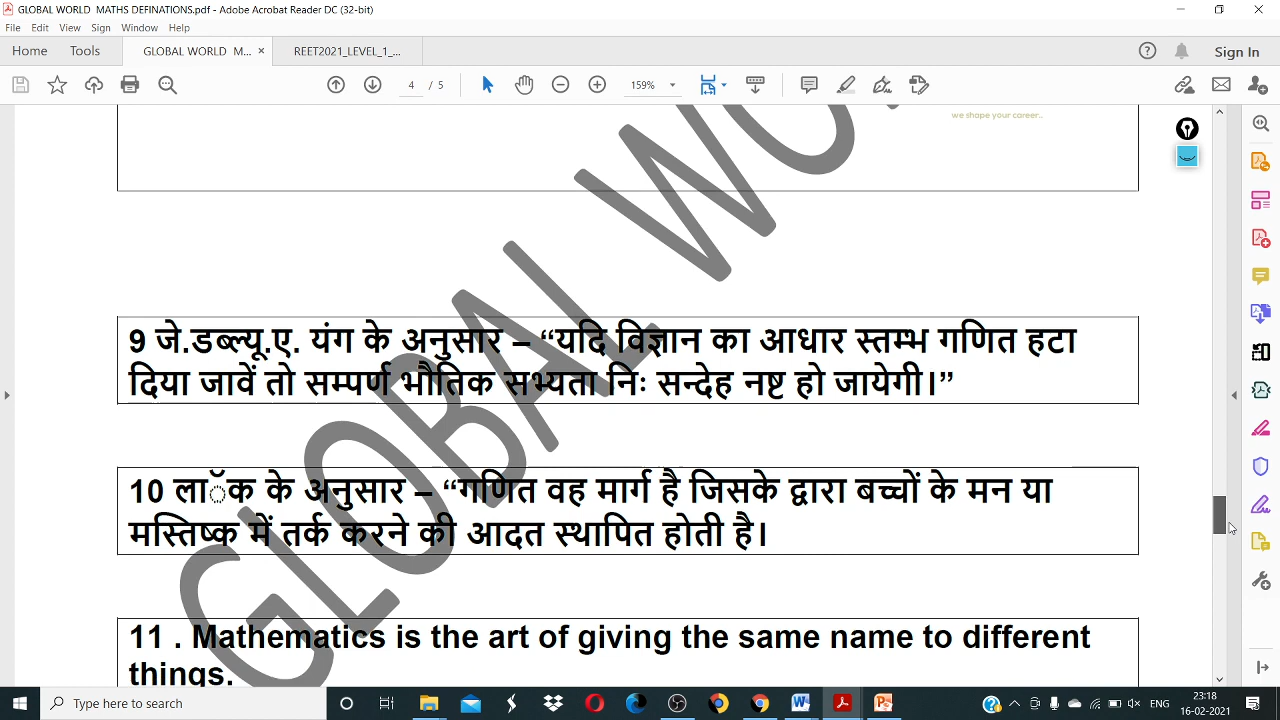 GLOBAL WORLD  MATHS DEFINATIONS.pdf - Adobe Acrobat Reader DC (32-bit)
File Edit View Sign Window Help
Home Tools GLOBAL WORLD  M... × REET2021_LEVEL_1_... Sign In
4 / 5 159%
we shape your career..
9 जे.डब्ल्यू.ए. यंग के अनुसार – “यदि विज्ञान का आधार स्तम्भ गणित हटा
दिया जावें तो सम्पर्ण भौतिक सभ्यता निः सन्देह नष्ट हो जायेगी।”
10 लाॅक के अनुसार – “गणित वह मार्ग है जिसके द्वारा बच्चों के मन या
मस्तिष्क में तर्क करने की आदत स्थापित होती है।
11 . Mathematics is the art of giving the same name to different
things.
GLOBAL WO
Type here to search
ENG 23:18
16-02-2021